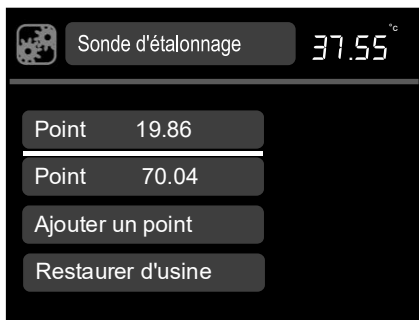 Sonde d'étalonnage 37.55 °c
Point 19.86
Point 70.04
Ajouter un point
Restaurer d'usine